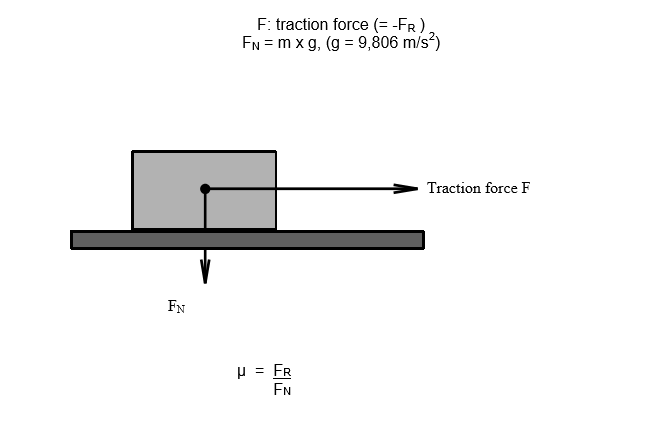 F: traction force (= -FR )
FN = m x g, (g = 9,806 m/s²)
Traction force F
FN
μ = FR
FN